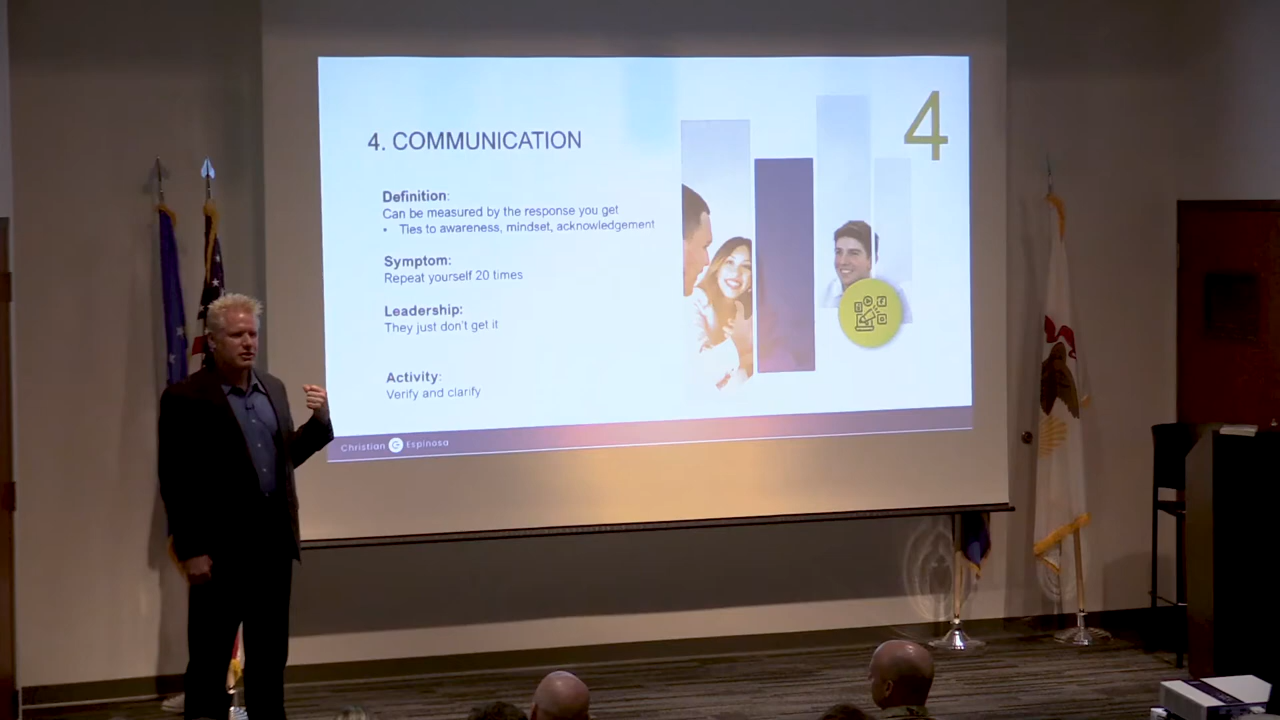 4
4. COMMUNICATION
Definition:
Can be measured by the response you get
• Ties to awareness, mindset, acknowledgement
Symptom:
Repeat yourself 20 times
Leadership:
They just don't get it
Activity:
Verify and clarify
Christian Espinosa